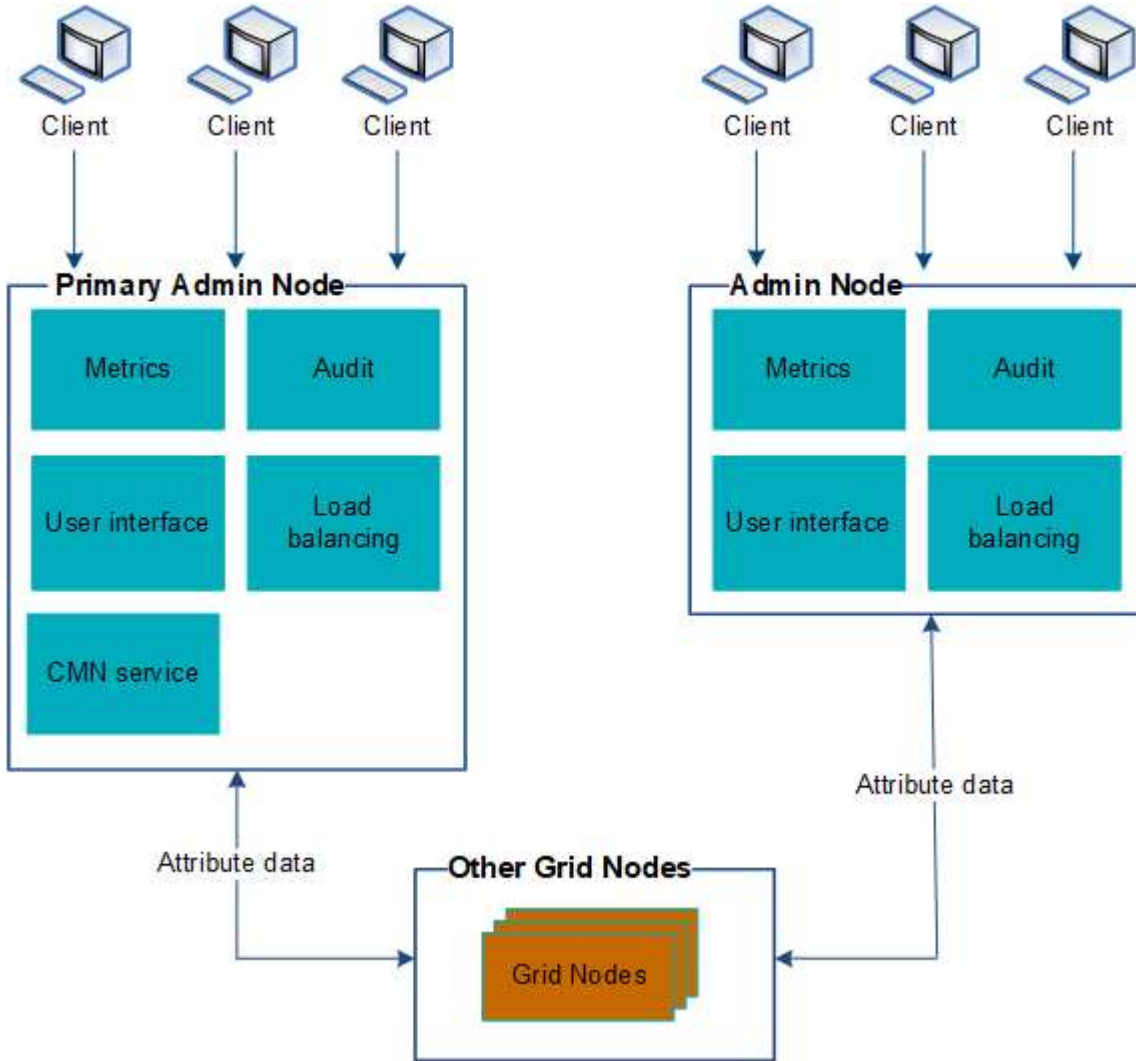 Client
Client
Client
Client
Client
Client
Primary Admin Node
Metrics
Audit
User interface
Load
balancing
CMN service
Admin Node
Metrics
Audit
User interface
Load
balancing
Attribute data
Attribute data
Other Grid Nodes
Grid Nodes